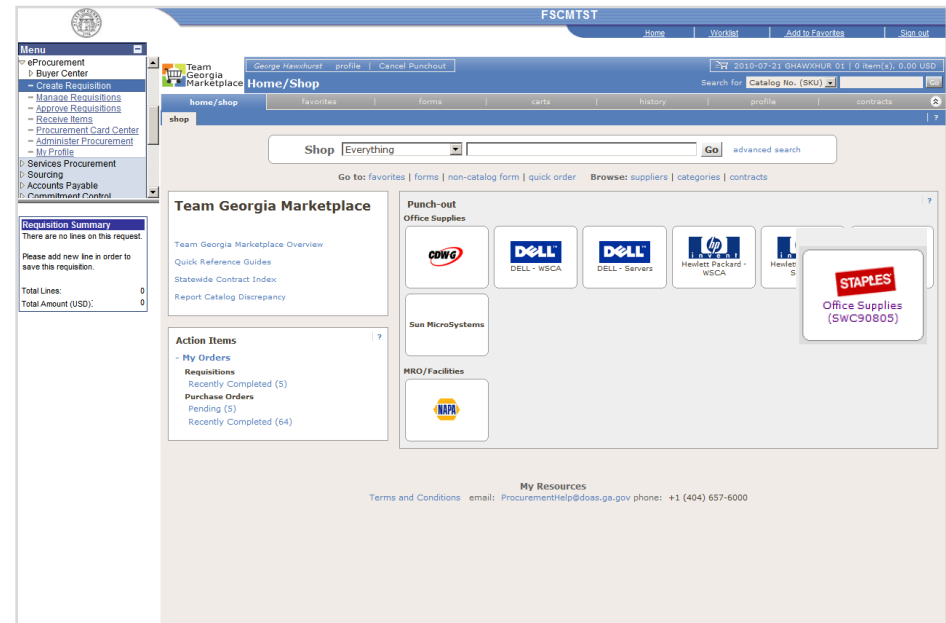 FSCMTST
Home
Worklist
Add to Favorites
Sign out
Menu
eProcurement
Buyer Center
Create Requisition
Manage Requisitions
Approve Requisitions
Receive Items
Procurement Card Center
Administer Procurement
My Profile
Services Procurement
Sourcing
Accounts Payable
Commitment Control
Requisition Summary
There are no lines on this request.
Please add new line in order to
save this requisition.
Total Lines: 0
Total Amount (USD): 0
Team
Georgia
Marketplace
George Hawxhurst profile | Cancel Punchout
2010-07-21 GHAWXHUR 01 | 0 item(s), 0.00 USD
Home/Shop
Search for Catalog No. (SKU) Go
home/shop | favorites | forms | carts | history | profile | contracts
shop
?
Shop Everything Go advanced search
Go to: favorites | forms | non-catalog form | quick order Browse: suppliers | categories | contracts
Team Georgia Marketplace
Team Georgia Marketplace Overview
Quick Reference Guides
Statewide Contract Index
Report Catalog Discrepancy
Action Items
?
- My Orders
Requisitions
Recently Completed (5)
Purchase Orders
Pending (5)
Recently Completed (64)
Punch-out
?
Office Supplies
CDWG
DELL
DELL - WSCA
DELL
DELL - Servers
hp
invent
Hewlett Packard -
WSCA
STAPLES
Office Supplies
(SWC90805)
Sun MicroSystems
MRO/Facilities
NAPA
My Resources
Terms and Conditions email: ProcurementHelp@doas.ga.gov phone: +1 (404) 657-6000